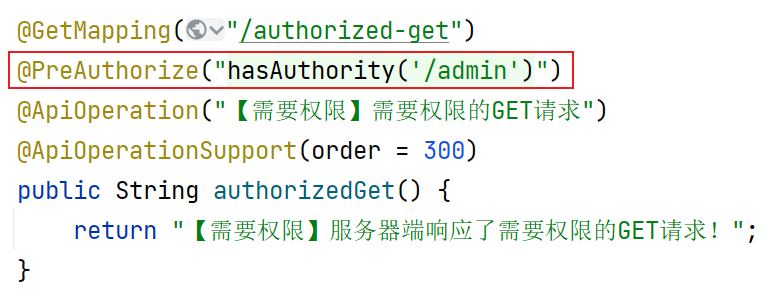 @GetMapping("/authorized-get")
@PreAuthorize("hasAuthority('/admin')")
@ApiOperation("【需要权限】需要权限的GET请求")
@ApiOperationSupport(order = 300)
public String authorizedGet() {
    return "【需要权限】服务器端响应了需要权限的GET请求！";
}